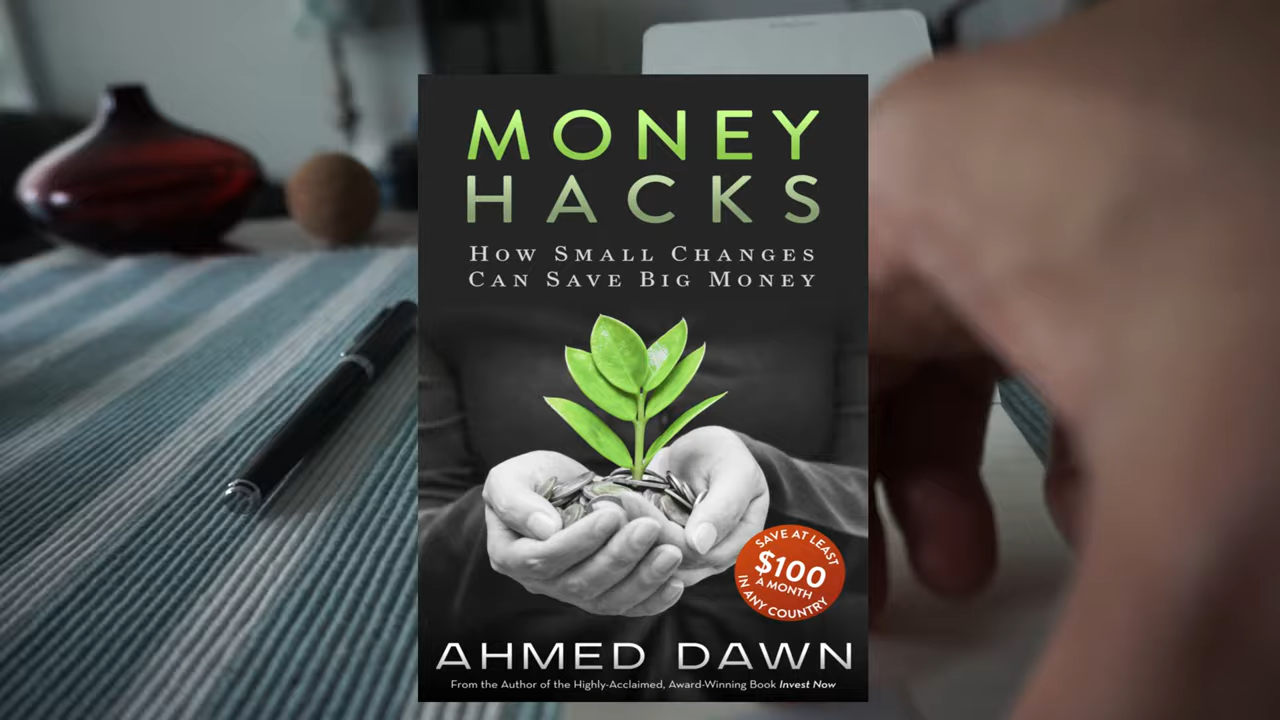 MONEY
HACKS
HOW SMALL CHANGES
CAN SAVE BIG MONEY
SAVE AT LEAST
$100
A MONTH
IN ANY COUNTRY
AHMED DAWN
From the Author of the Highly-Acclaimed, Award-Winning Book Invest Now